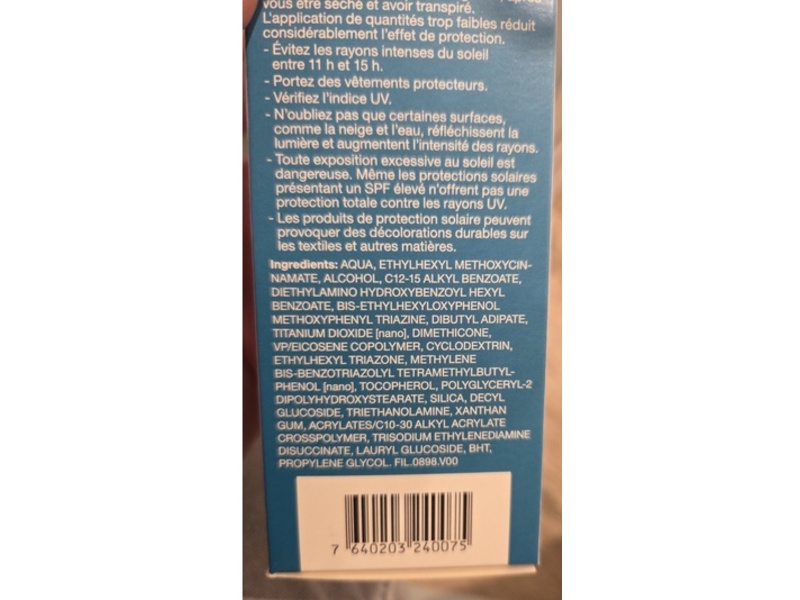 vous être séché et avoir transpiré.
L'application de quantités trop faibles réduit
considérablement l'effet de protection.
- Évitez les rayons intenses du soleil
entre 11 h et 15 h.
- Portez des vêtements protecteurs.
- Vérifiez l'indice UV.
- N'oubliez pas que certaines surfaces,
comme la neige et l'eau, réfléchissent la
lumière et augmentent l'intensité des rayons.
- Toute exposition excessive au soleil est
dangereuse. Même les protections solaires
présentant un SPF élevé n'offrent pas une
protection totale contre les rayons UV.
- Les produits de protection solaire peuvent
provoquer des décolorations durables sur
les textiles et autres matières.
Ingredients: AQUA, ETHYLHEXYL METHOXYCIN-
NAMATE, ALCOHOL, C12-15 ALKYL BENZOATE,
DIETHYLAMINO HYDROXYBENZOYL HEXYL
BENZOATE, BIS-ETHYLHEXYLOXYPHENOL
METHOXYPHENYL TRIAZINE, DIBUTYL ADIPATE,
TITANIUM DIOXIDE [nano], DIMETHICONE,
VP/EICOSENE COPOLYMER, CYCLODEXTRIN,
ETHYLHEXYL TRIAZONE, METHYLENE
BIS-BENZOTRIAZOLYL TETRAMETHYLBUTYL-
PHENOL [nano], TOCOPHEROL, POLYGLYCERYL-2
DIPOLYHYDROXYSTEARATE, SILICA, DECYL
GLUCOSIDE, TRIETHANOLAMINE, XANTHAN
GUM, ACRYLATES/C10-30 ALKYL ACRYLATE
CROSSPOLYMER, TRISODIUM ETHYLENEDIAMINE
DISUCCINATE, LAURYL GLUCOSIDE, BHT,
PROPYLENE GLYCOL. FIL.0898.V00
7 640203 240075